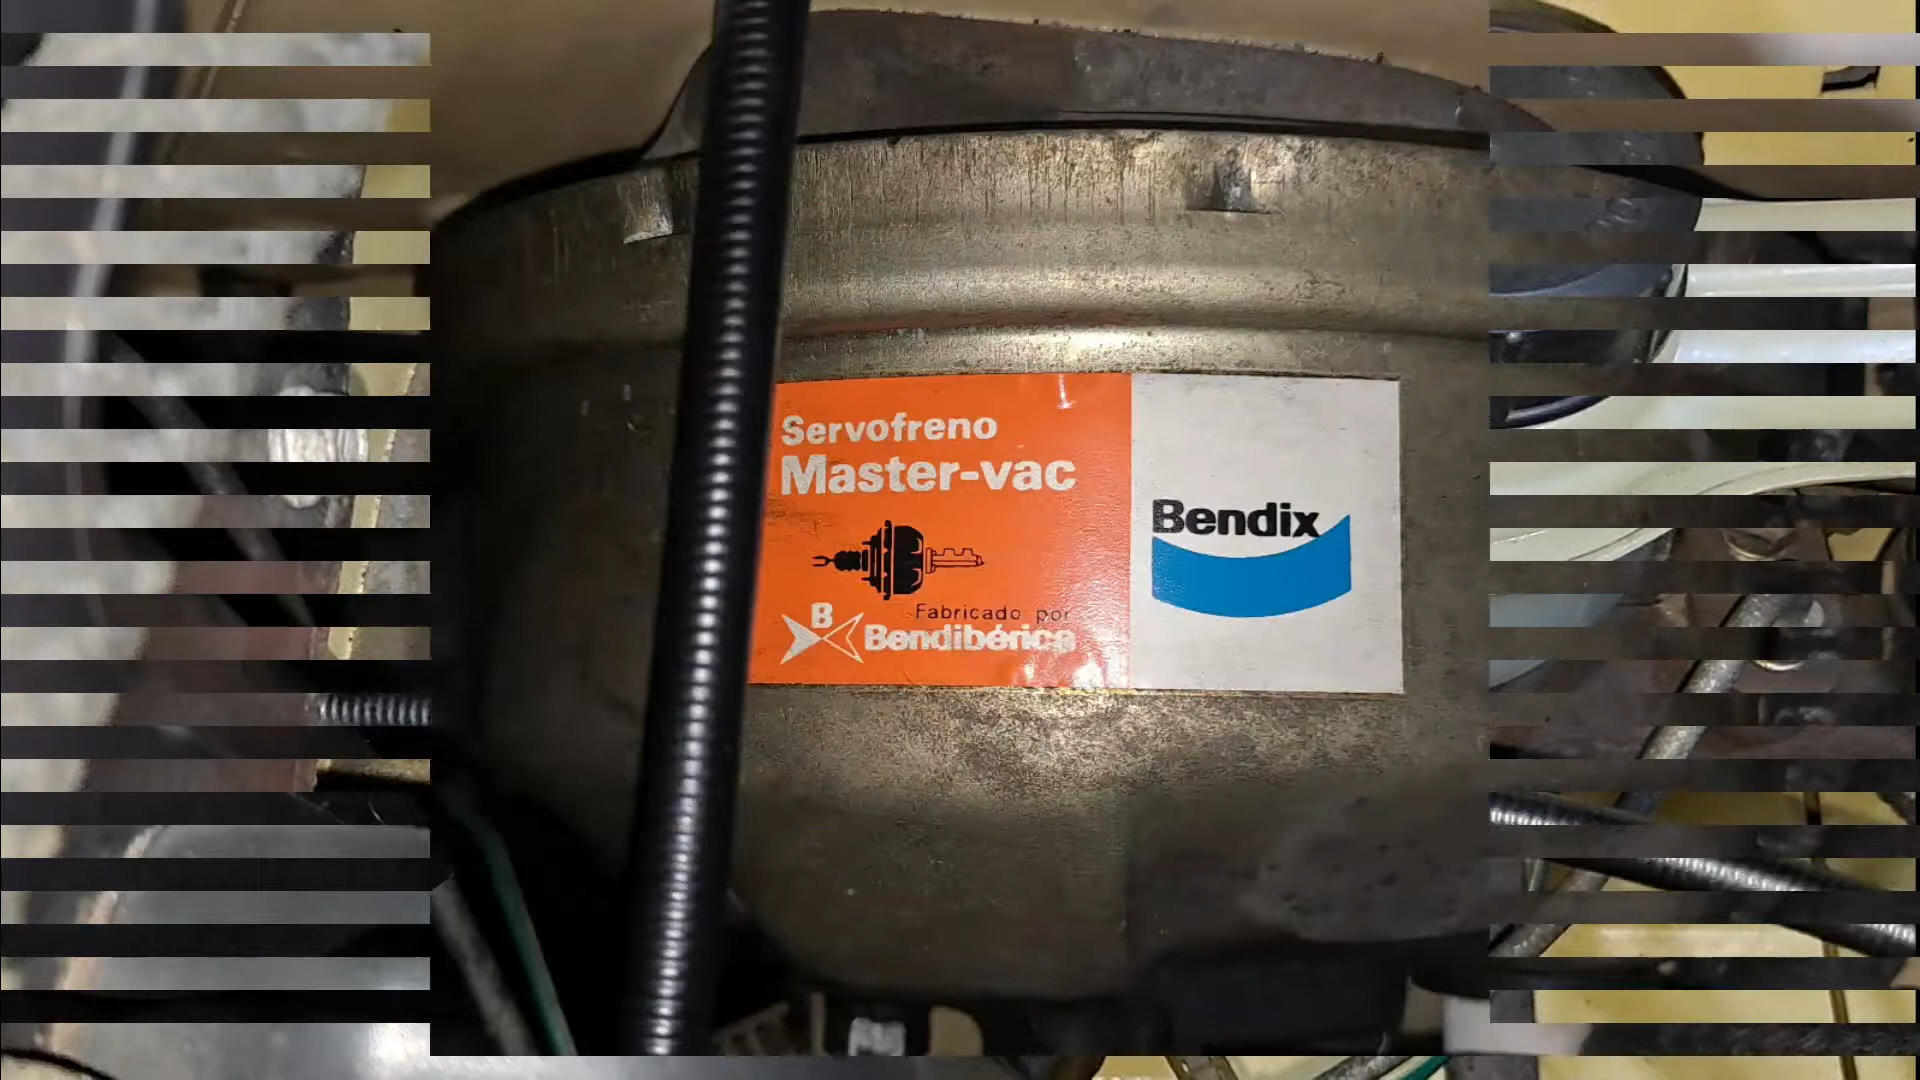 Servofreno
Master-vac
B
Fabricado por
Bendibérica
Bendix